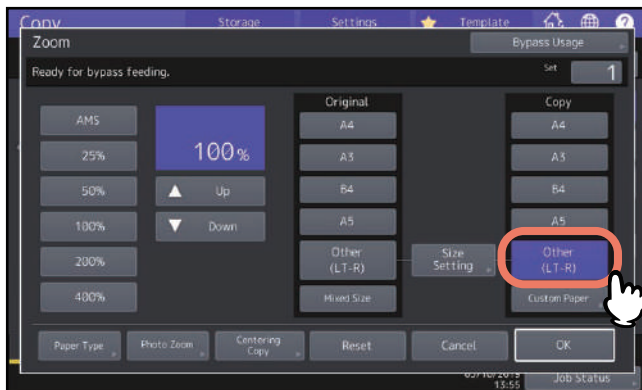 Copy Storage Settings Template
Zoom Bypass Usage
Ready for bypass feeding. Set 1
Original Copy
AMS A4 A4
100%
25% A3 A3
50% Up B4 B4
100% Down A5 A5
200% Other
(LT-R) Size
Setting Other
(LT-R)
400% Mixed Size Custom Paper
Paper Type Photo Zoom Centering
Copy Reset Cancel OK
13:55 Job Status